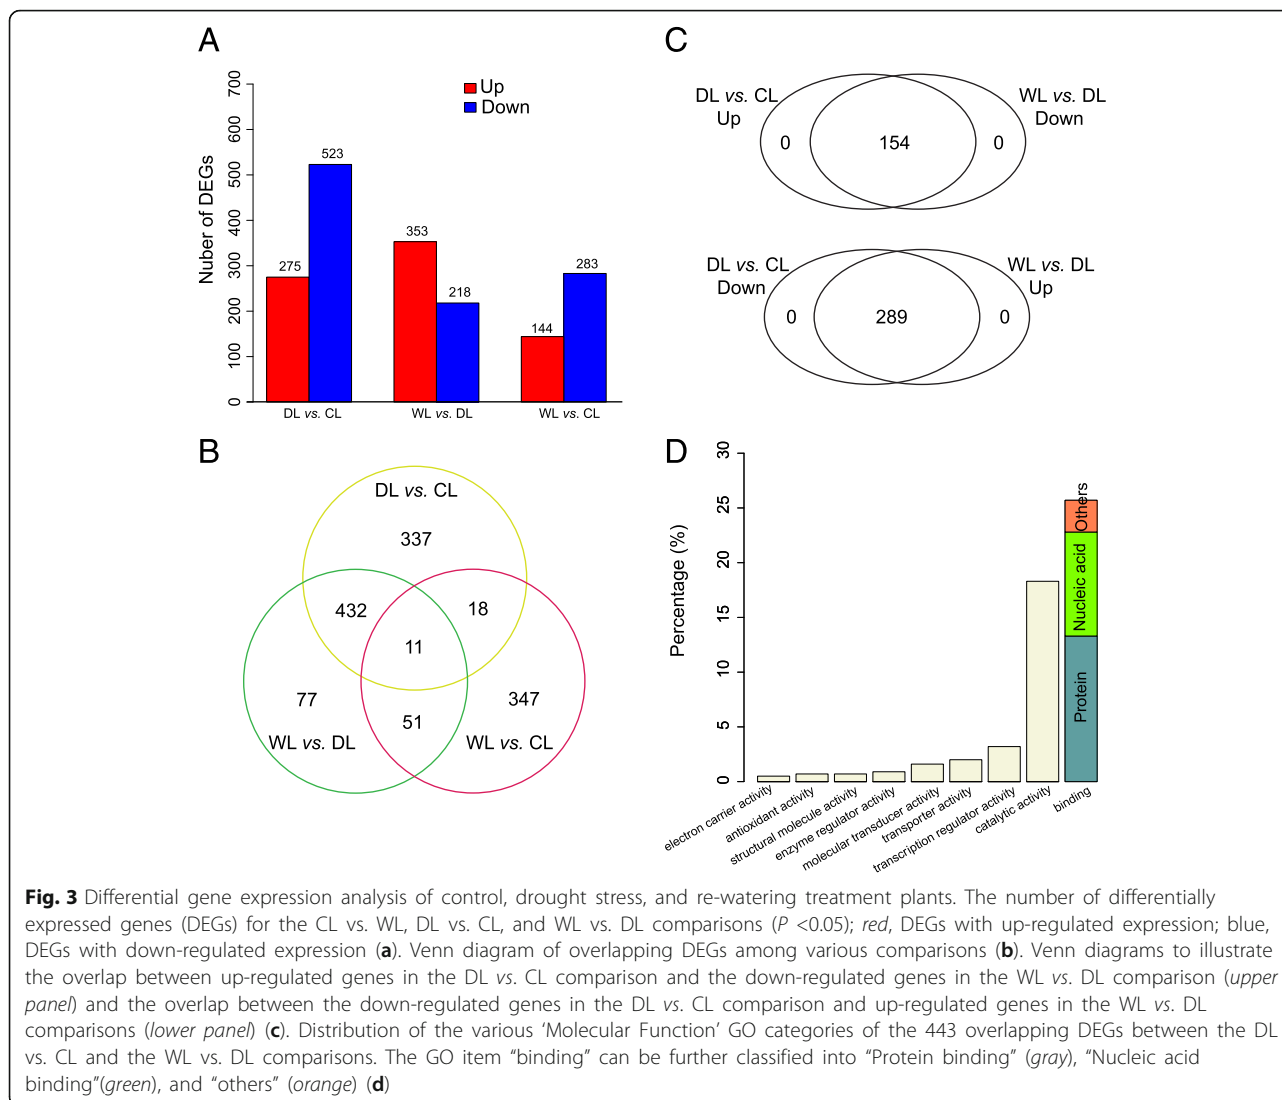 A
Nuber of DEGs
700
600
500
400
300
200
100
0
Up
Down
275
523
353
218
144
283
DL vs. CL
WL vs. DL
WL vs. CL
C
DL vs. CL
Up
WL vs. DL
Down
0
154
0
DL vs. CL
Down
WL vs. DL
Up
0
289
0
B
DL vs. CL
337
432
18
11
77
347
51
WL vs. DL
WL vs. CL
D
Percentage (%)
30
25
20
15
10
5
0
Others
Nucleic acid
Protein
electron carrier activity
antioxidant activity
structural molecule activity
enzyme regulator activity
molecular transducer activity
transporter activity
transcription regulator activity
catalytic activity
binding
Fig. 3 Differential gene expression analysis of control, drought stress, and re-watering treatment plants. The number of differentially
expressed genes (DEGs) for the CL vs. WL, DL vs. CL, and WL vs. DL comparisons (P <0.05); red, DEGs with up-regulated expression; blue,
DEGs with down-regulated expression (a). Venn diagram of overlapping DEGs among various comparisons (b). Venn diagrams to illustrate
the overlap between up-regulated genes in the DL vs. CL comparison and the down-regulated genes in the WL vs. DL comparison (upper
panel) and the overlap between the down-regulated genes in the DL vs. CL comparison and up-regulated genes in the WL vs. DL
comparisons (lower panel) (c). Distribution of the various ‘Molecular Function’ GO categories of the 443 overlapping DEGs between the DL
vs. CL and the WL vs. DL comparisons. The GO item “binding” can be further classified into “Protein binding” (gray), “Nucleic acid
binding”(green), and “others” (orange) (d)